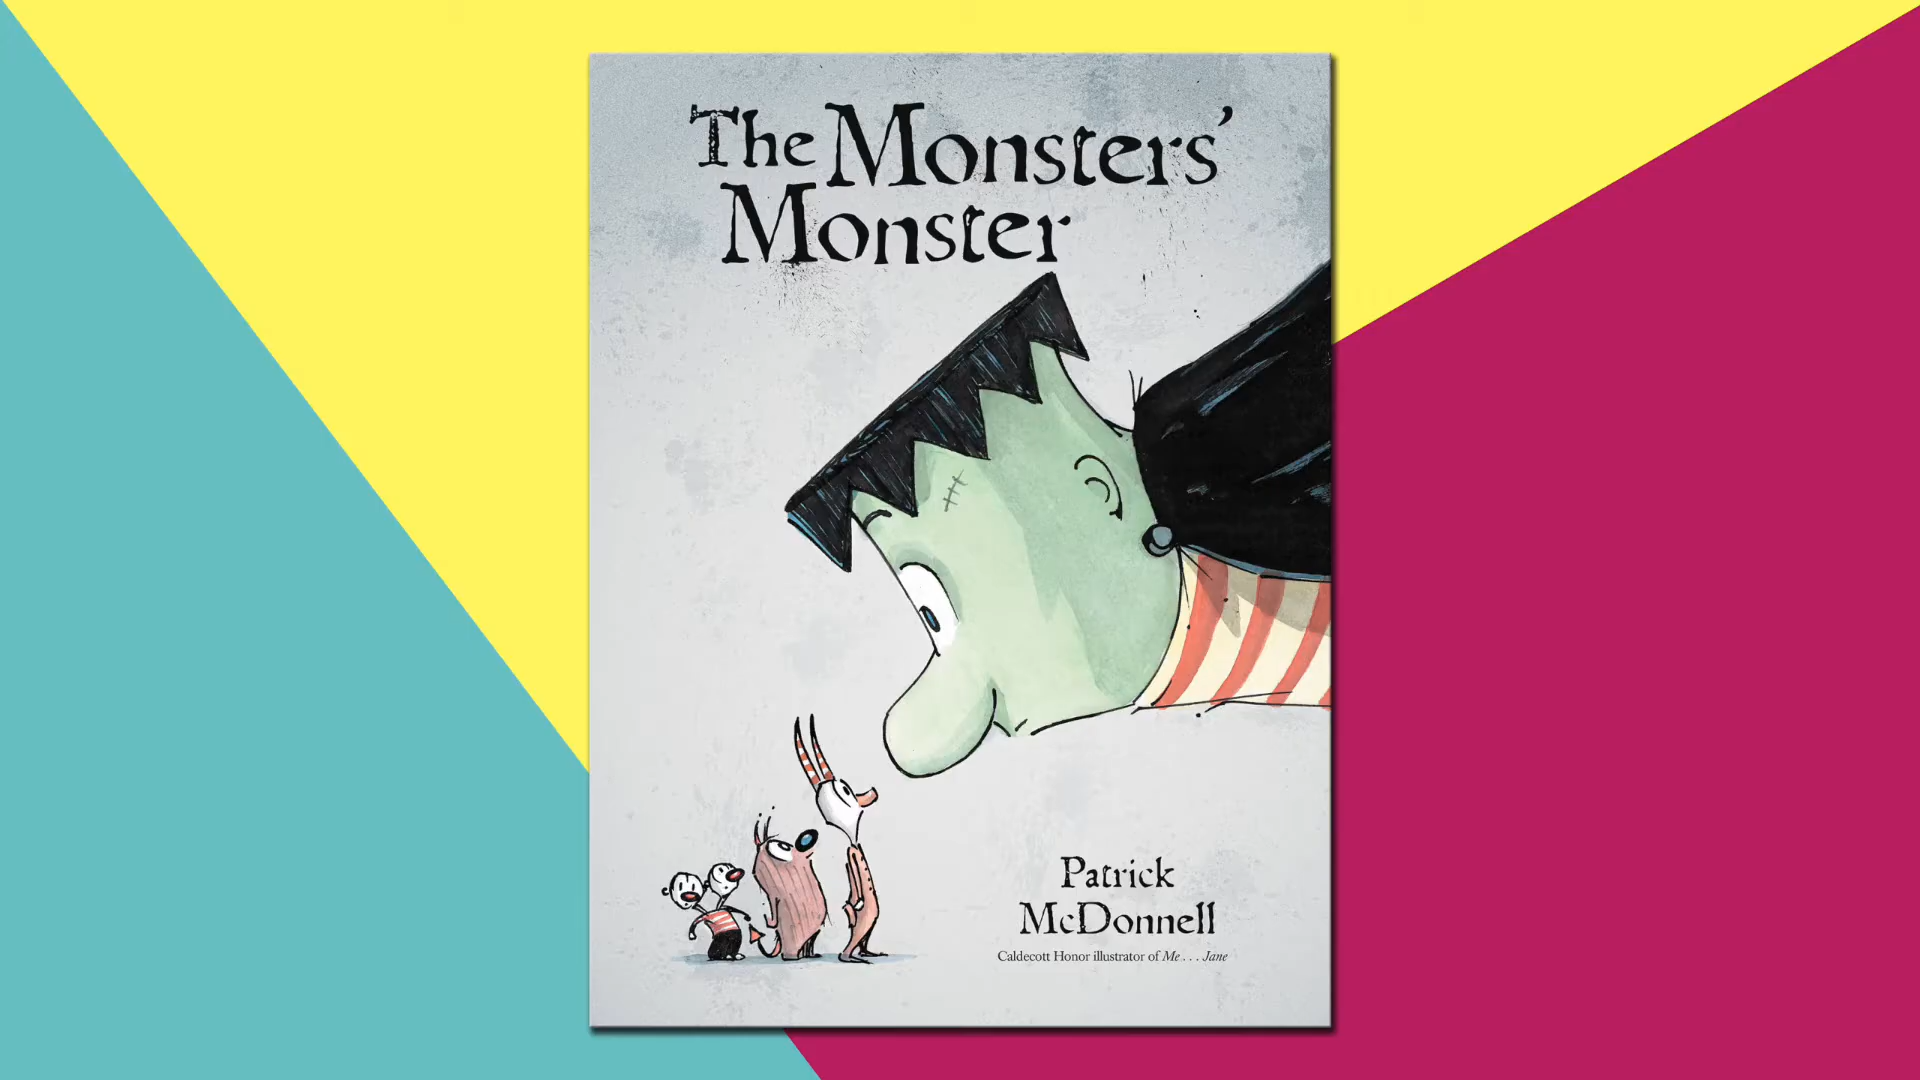 The Monsters’
Monster
Patrick
McDonnell
Caldecott Honor illustrator of Me . . . Jane